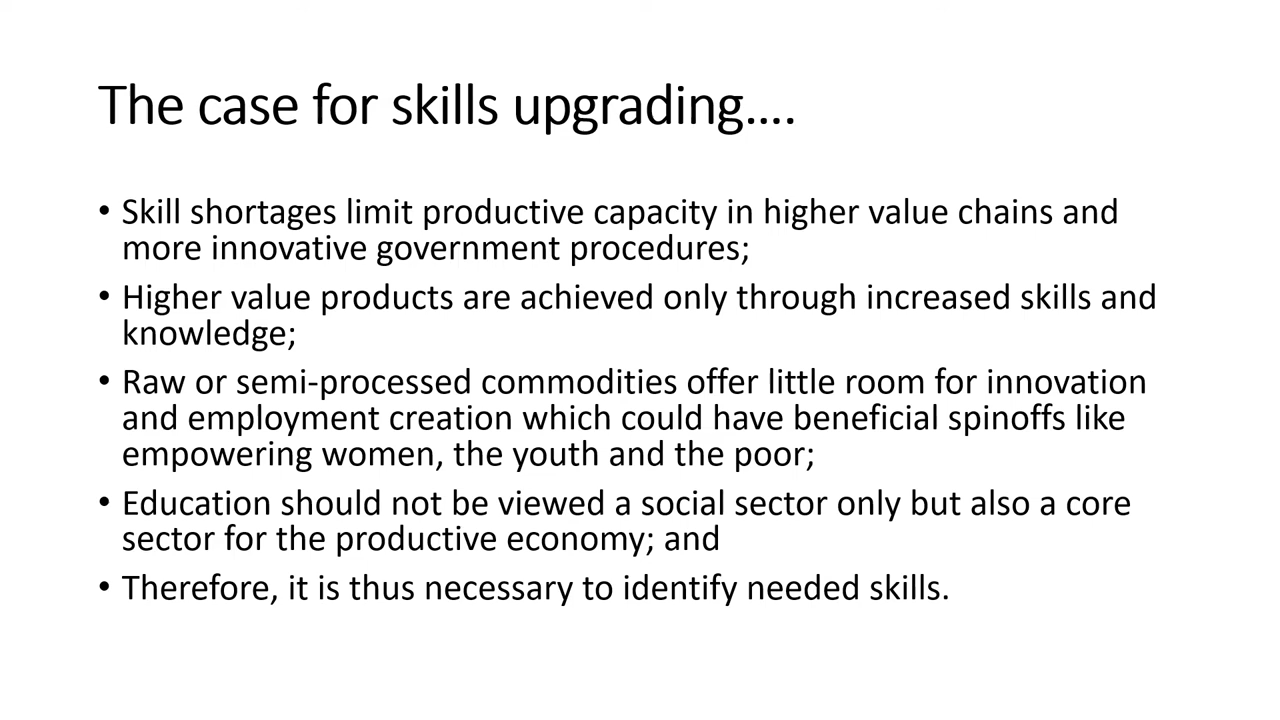 The case for skills upgrading....
• Skill shortages limit productive capacity in higher value chains and
more innovative government procedures;
• Higher value products are achieved only through increased skills and
knowledge;
• Raw or semi-processed commodities offer little room for innovation
and employment creation which could have beneficial spinoffs like
empowering women, the youth and the poor;
• Education should not be viewed a social sector only but also a core
sector for the productive economy; and
• Therefore, it is thus necessary to identify needed skills.